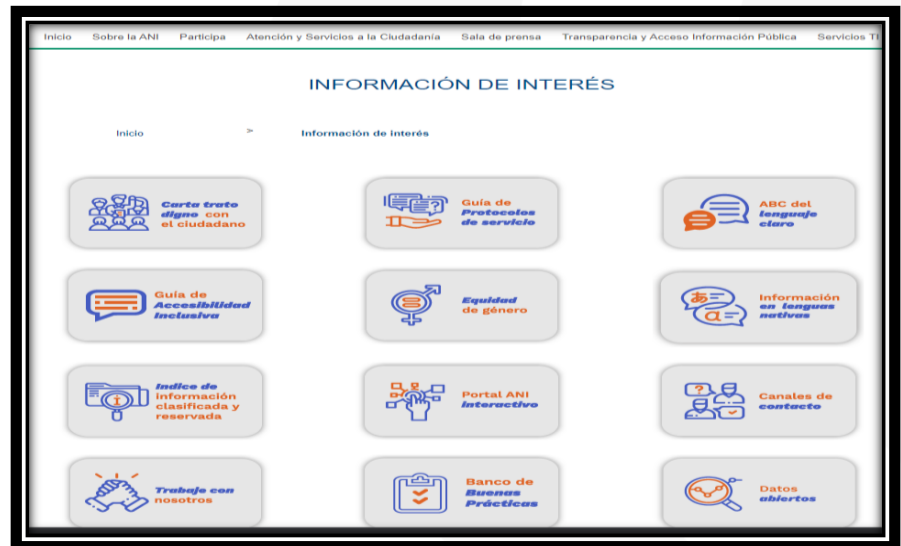 Inicio Sobre la ANI Participa Atención y Servicios a la Ciudadanía Sala de prensa Transparencia y Acceso Información Pública Servicios TI
INFORMACIÓN DE INTERÉS
Inicio > Información de interés
Carta trato
digno con
el ciudadano
Guía de
Protocolos
de servicio
ABC del
lenguaje
claro
Guía de
Accesibilidad
Inclusiva
Equidad
de género
Información
en lenguas
nativas
Indice de
información
clasificada y
reservada
Portal ANI
Interactivo
Canales de
contacto
Trabaje con
nosotros
Banco de
Buenas
Prácticas
Datos
abiertos